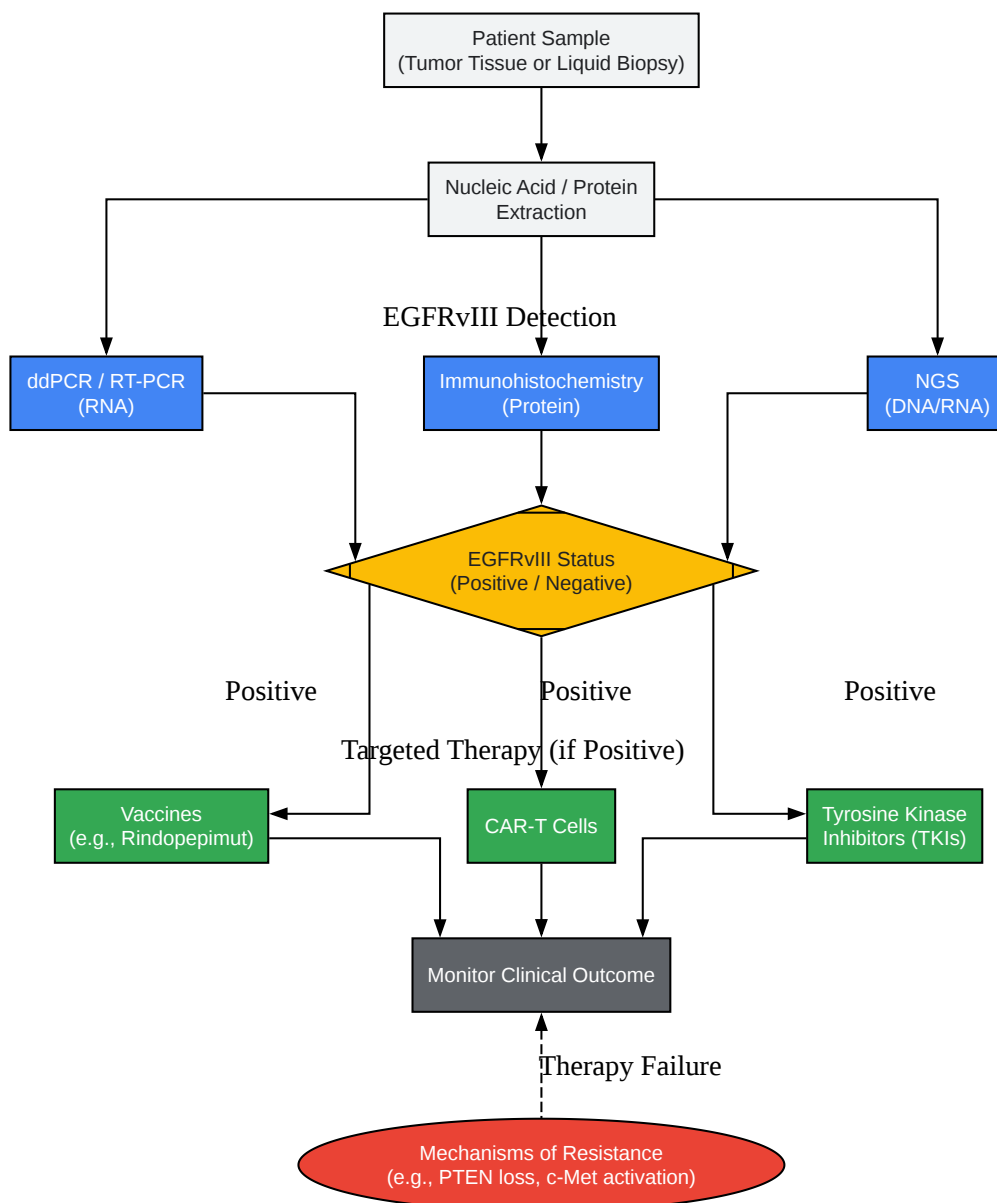 Patient Sample
(Tumor Tissue or Liquid Biopsy)
Nucleic Acid / Protein
Extraction
EGFRvIII Detection
ddPCR / RT-PCR
(RNA)
Immunohistochemistry
(Protein)
NGS
(DNA/RNA)
EGFRvIII Status
(Positive / Negative)
Positive
Positive
Positive
Targeted Therapy (if Positive)
Vaccines
(e.g., Rindopepimut)
CAR-T Cells
Tyrosine Kinase
Inhibitors (TKIs)
Monitor Clinical Outcome
Therapy Failure
Mechanisms of Resistance
(e.g., PTEN loss, c-Met activation)